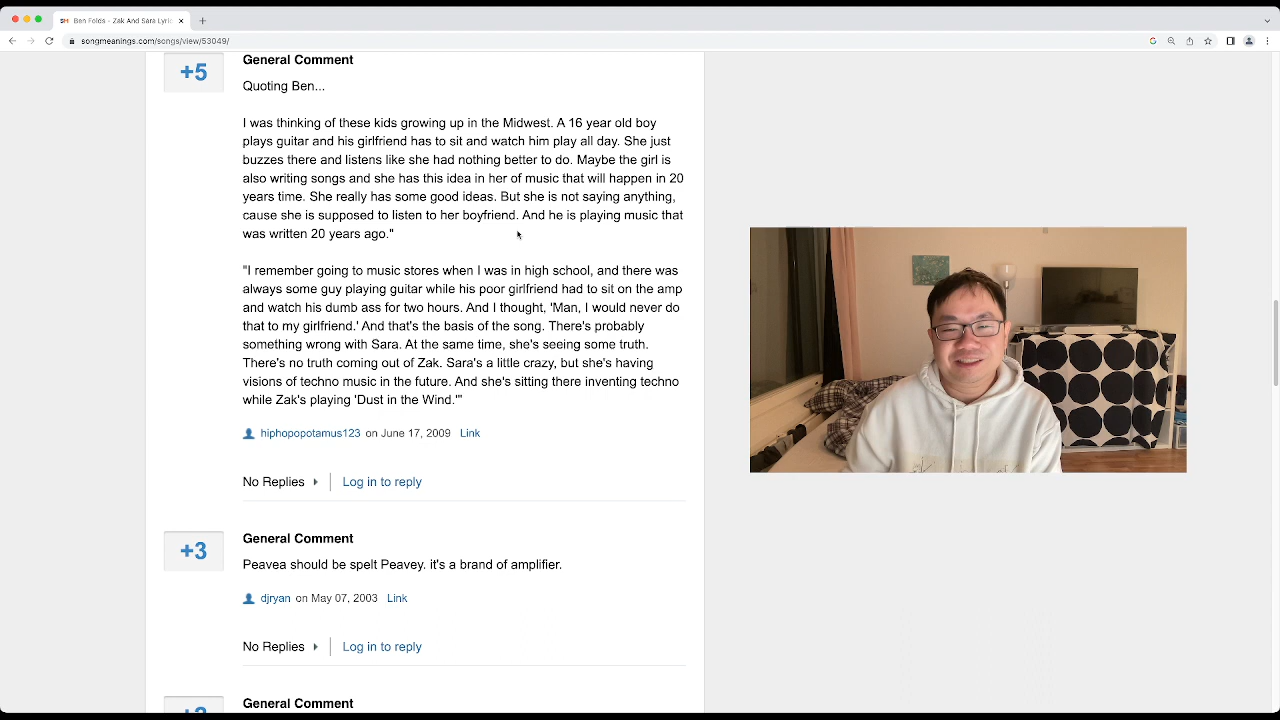 Ben Folds - Zak And Sara Lyric
songmeanings.com/songs/view/53049/
+5
General Comment
Quoting Ben...
I was thinking of these kids growing up in the Midwest. A 16 year old boy
plays guitar and his girlfriend has to sit and watch him play all day. She just
buzzes there and listens like she had nothing better to do. Maybe the girl is
also writing songs and she has this idea in her of music that will happen in 20
years time. She really has some good ideas. But she is not saying anything,
cause she is supposed to listen to her boyfriend. And he is playing music that
was written 20 years ago."
"I remember going to music stores when I was in high school, and there was
always some guy playing guitar while his poor girlfriend had to sit on the amp
and watch his dumb ass for two hours. And I thought, 'Man, I would never do
that to my girlfriend.' And that's the basis of the song. There's probably
something wrong with Sara. At the same time, she's seeing some truth.
There's no truth coming out of Zak. Sara's a little crazy, but she's having
visions of techno music in the future. And she's sitting there inventing techno
while Zak's playing 'Dust in the Wind.'"
hiphopopotamus123 on June 17, 2009 Link
No Replies Log in to reply
+3
General Comment
Peavea should be spelt Peavey. it's a brand of amplifier.
djryan on May 07, 2003 Link
No Replies Log in to reply
General Comment